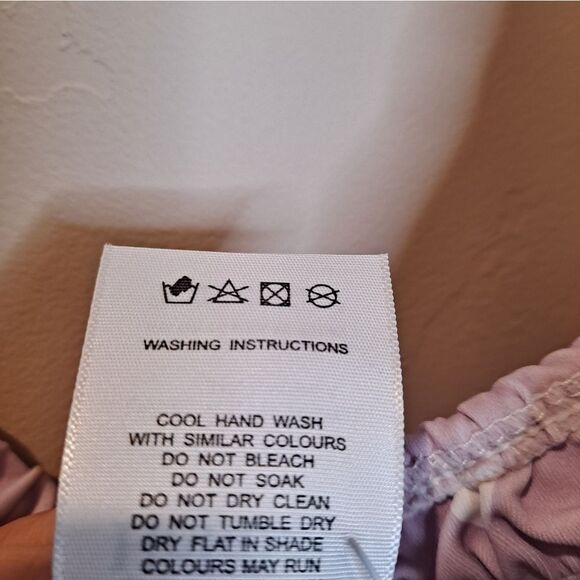 WASHING INSTRUCTIONS
COOL HAND WASH
WITH SIMILAR COLOURS
DO NOT BLEACH
DO NOT SOAK
DO NOT DRY CLEAN
DO NOT TUMBLE DRY
DRY FLAT IN SHADE
COLOURS MAY RUN